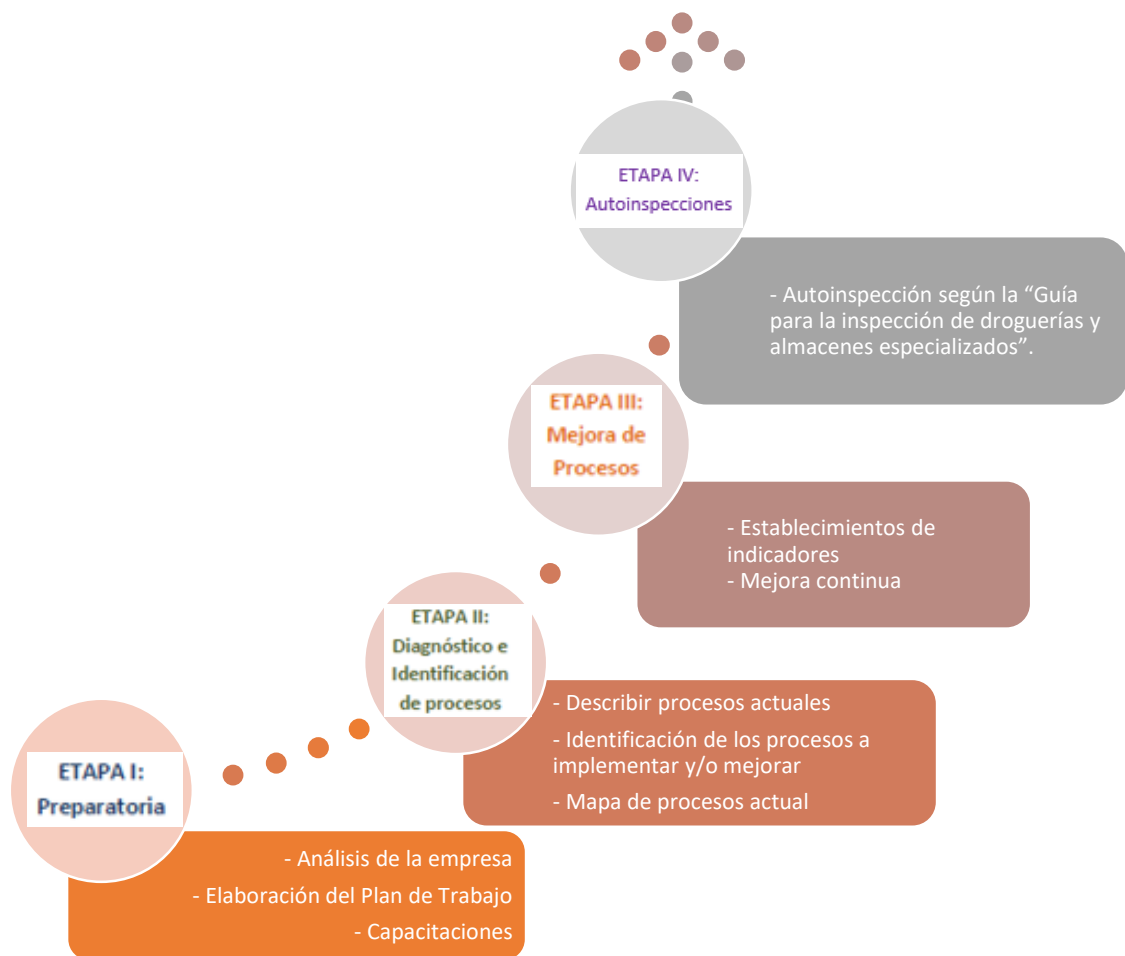 ETAPA IV:
Autoinspecciones
- Autoinspección según la “Guía
para la inspección de droguerías y
almacenes especializados”.
ETAPA III:
Mejora de
Procesos
- Establecimientos de
indicadores
- Mejora continua
ETAPA II:
Diagnóstico e
Identificación
de procesos
- Describir procesos actuales
- Identificación de los procesos a
implementar y/o mejorar
- Mapa de procesos actual
ETAPA I:
Preparatoria
- Análisis de la empresa
- Elaboración del Plan de Trabajo
- Capacitaciones